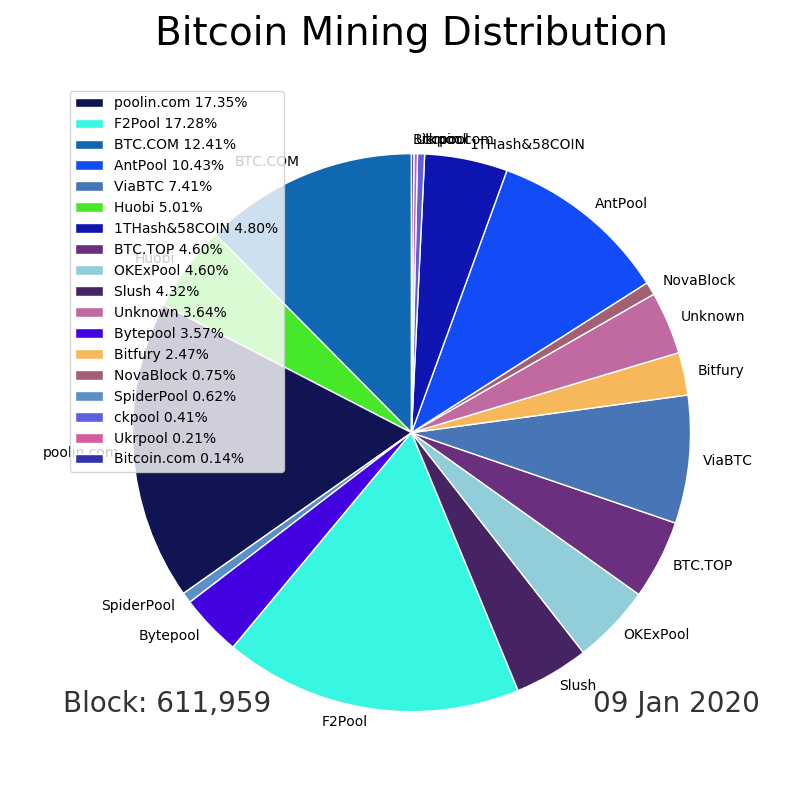 Bitcoin Mining Distribution
poolin.com 17.35%
F2Pool 17.28%
BTC.COM 12.41%
AntPool 10.43%
ViaBTC 7.41%
Huobi 5.01%
1THash&58COIN 4.80%
BTC.TOP 4.60%
OKExPool 4.60%
Slush 4.32%
Unknown 3.64%
Bytepool 3.57%
Bitfury 2.47%
NovaBlock 0.75%
SpiderPool 0.62%
ckpool 0.41%
Ukrpool 0.21%
Bitcoin.com 0.14%
1THash&58COIN
BTC.COM
AntPool
Huobi
NovaBlock
Unknown
Bitfury
poolin.com
ViaBTC
BTC.TOP
SpiderPool
Bytepool
OKExPool
Slush
F2Pool
Block: 611,959
09 Jan 2020